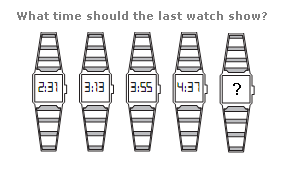 What time should the last watch show?
2:31 3:13 3:55 4:37 ?